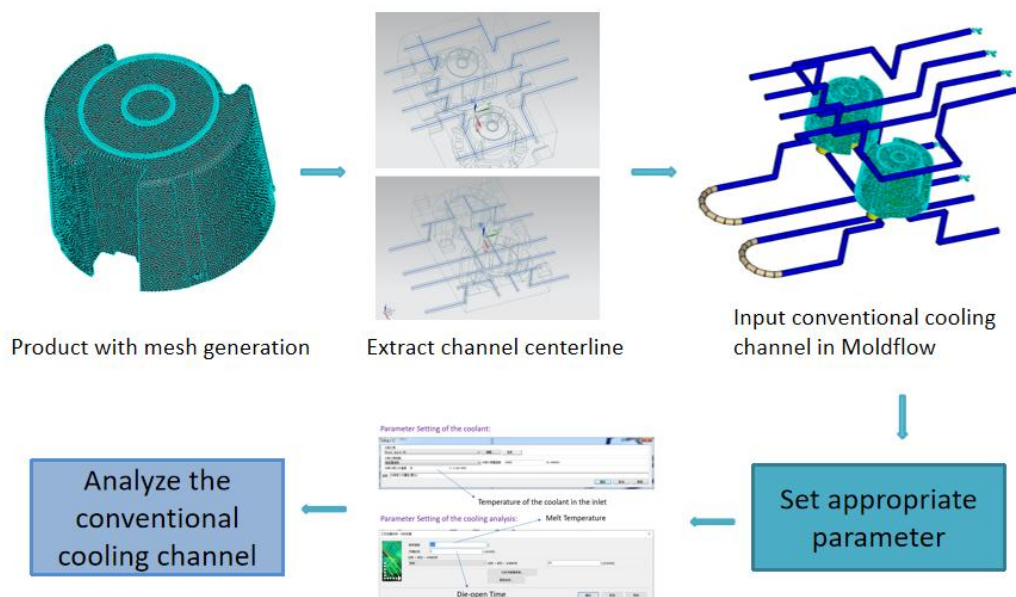 Product with mesh generation
Extract channel centerline
Input conventional cooling
channel in Moldflow
Set appropriate
parameter
Parameter Setting of the coolant:
Temperature of the coolant in the inlet
Parameter Setting of the cooling analysis:
Melt Temperature
Die-open Time
Analyze the
conventional
cooling channel